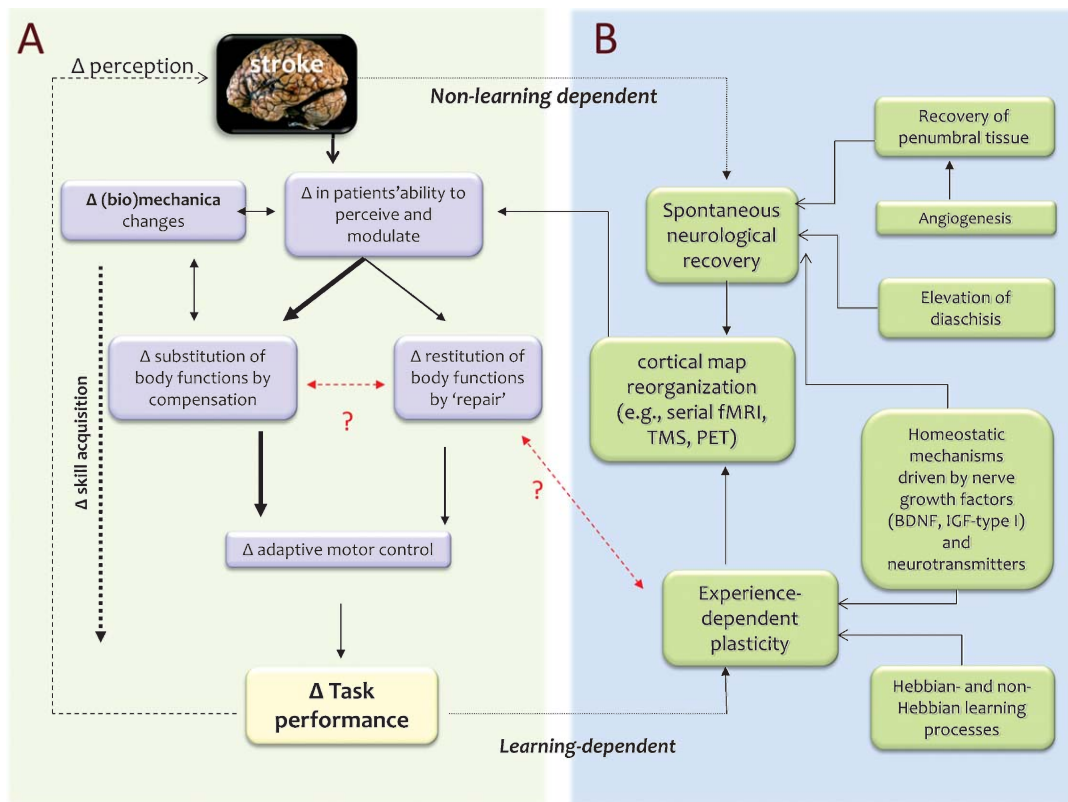 A
Δ perception
stroke
Non-learning dependent
Δ (bio)mechanica
changes
Δ in patients’ability to
perceive and
modulate
Δ substitution of
body functions by
compensation
Δ restitution of
body functions
by ‘repair’
?
?
Δ skill acquisition
Δ adaptive motor control
Δ Task
performance
Learning-dependent
B
Recovery of
penumbral tissue
Angiogenesis
Spontaneous
neurological
recovery
Elevation of
diaschisis
cortical map
reorganization
(e.g., serial fMRI,
TMS, PET)
Homeostatic
mechanisms
driven by nerve
growth factors
(BDNF, IGF-type I)
and
neurotransmitters
Experience-
dependent
plasticity
Hebbian- and non-
Hebbian learning
processes